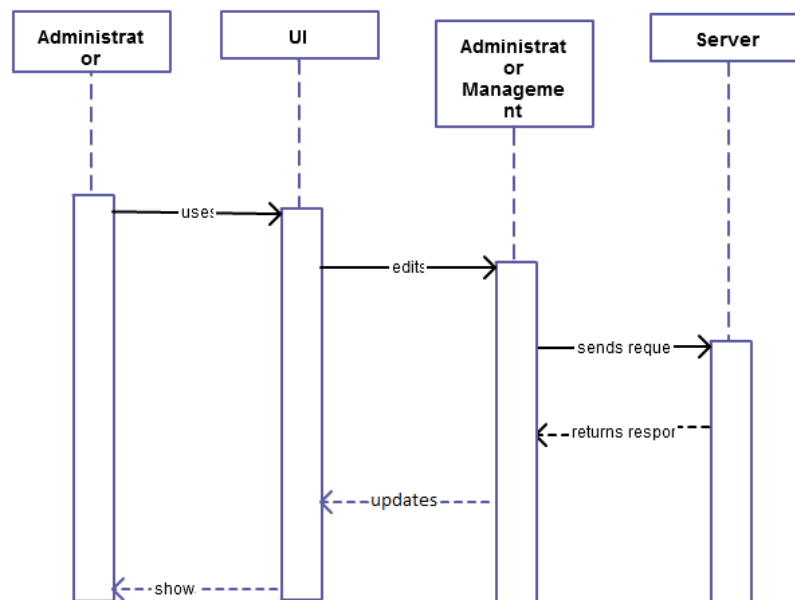 Administrat
or
UI
Administrat
or
Manageme
nt
Server
uses
edits
sends reque
returns respor
updates
show